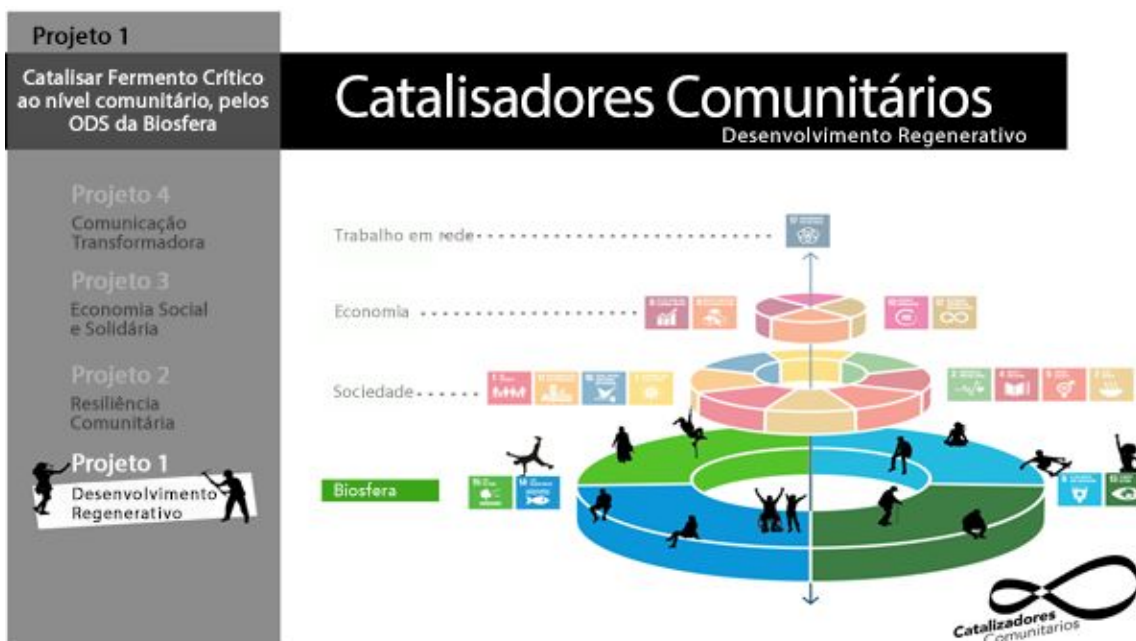 Projeto 1
Catalisar Fermento Crítico
ao nível comunitário, pelos
ODS da Biosfera
Catalisadores Comunitários
Desenvolvimento Regenerativo
Projeto 4
Comunicação
Transformadora
Projeto 3
Economia Social
e Solidária
Projeto 2
Resiliência
Comunitária
Projeto 1
Desenvolvimento
Regenerativo
Trabalho em rede
Economia
Sociedade
Biosfera
Catalizadores
Comunitarios